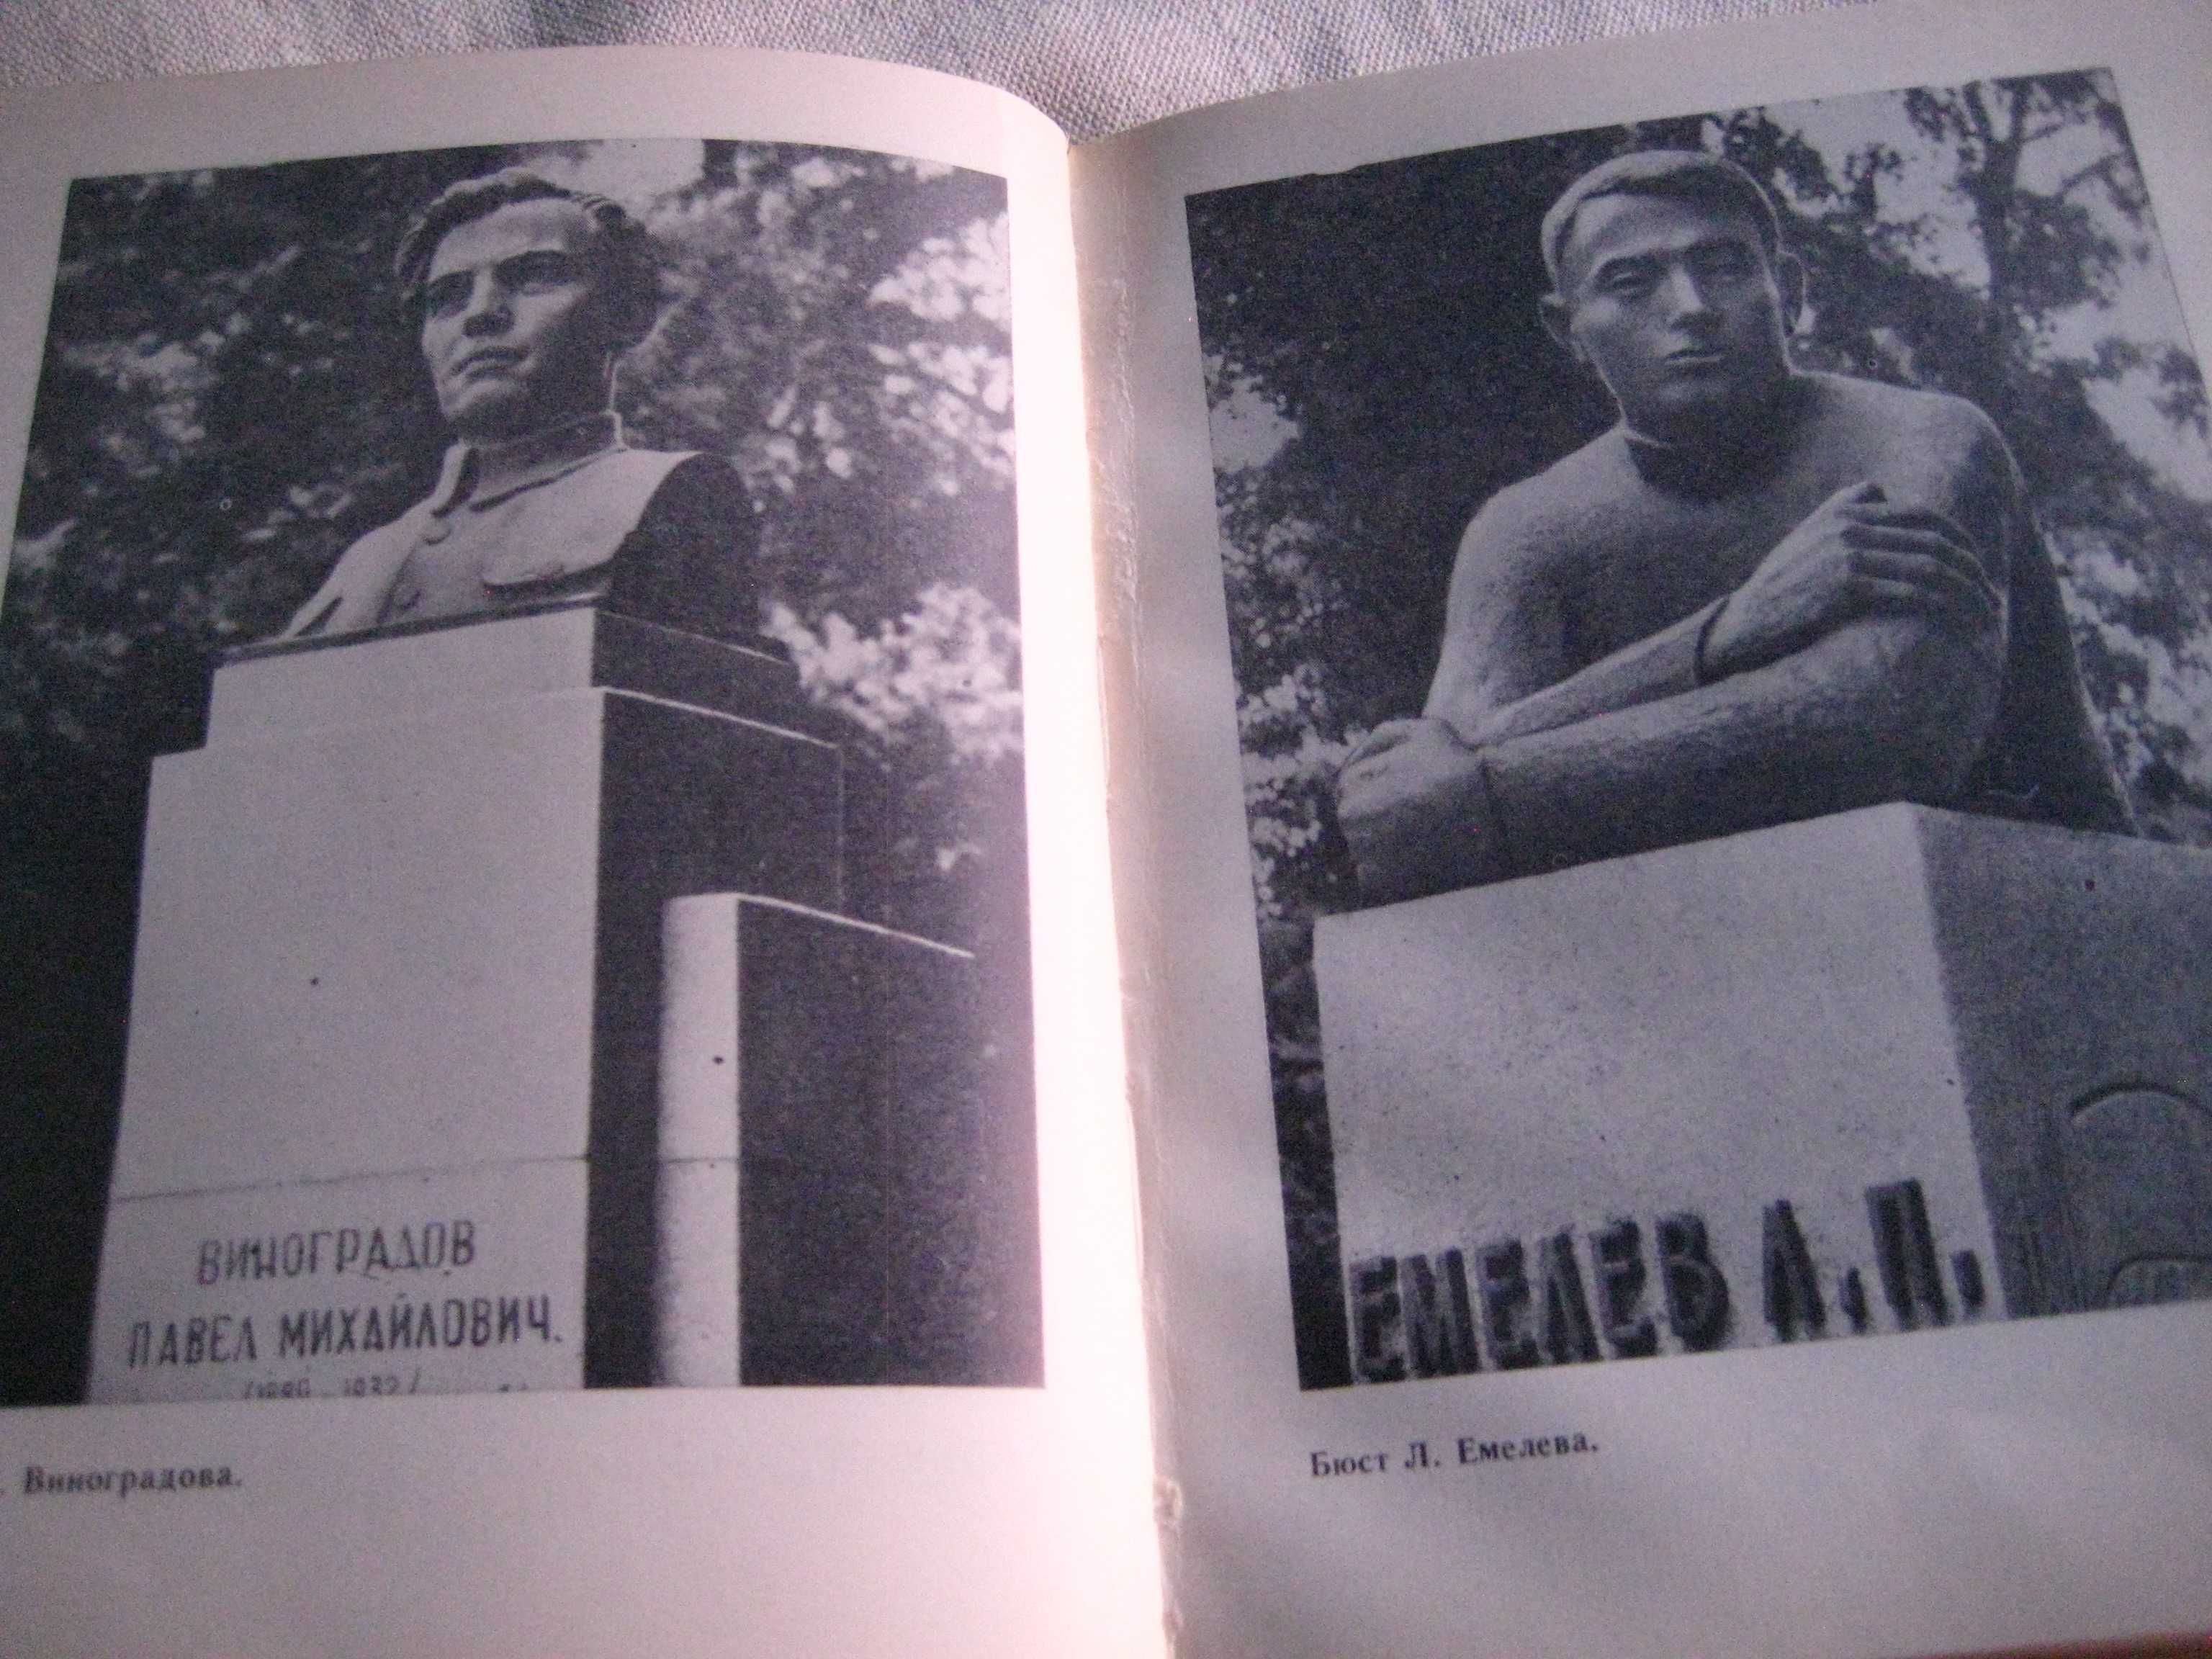 ВИНОГРАДОВ
ПАВЕЛ МИХАЙЛОВИЧ.
. Виноградова.
ЕМЕЛЕВ Л.П.
Бюст Л. Емелева.